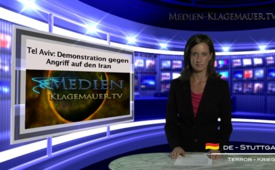 MEDIEN-KLAGEMAUER.TV
Tel Aviv: Demonstration gegen
Angriff auf den Iran
MEDIEN
KLAGEMAUER.TV
DE - STUTTGA
TERROR - KRIEG